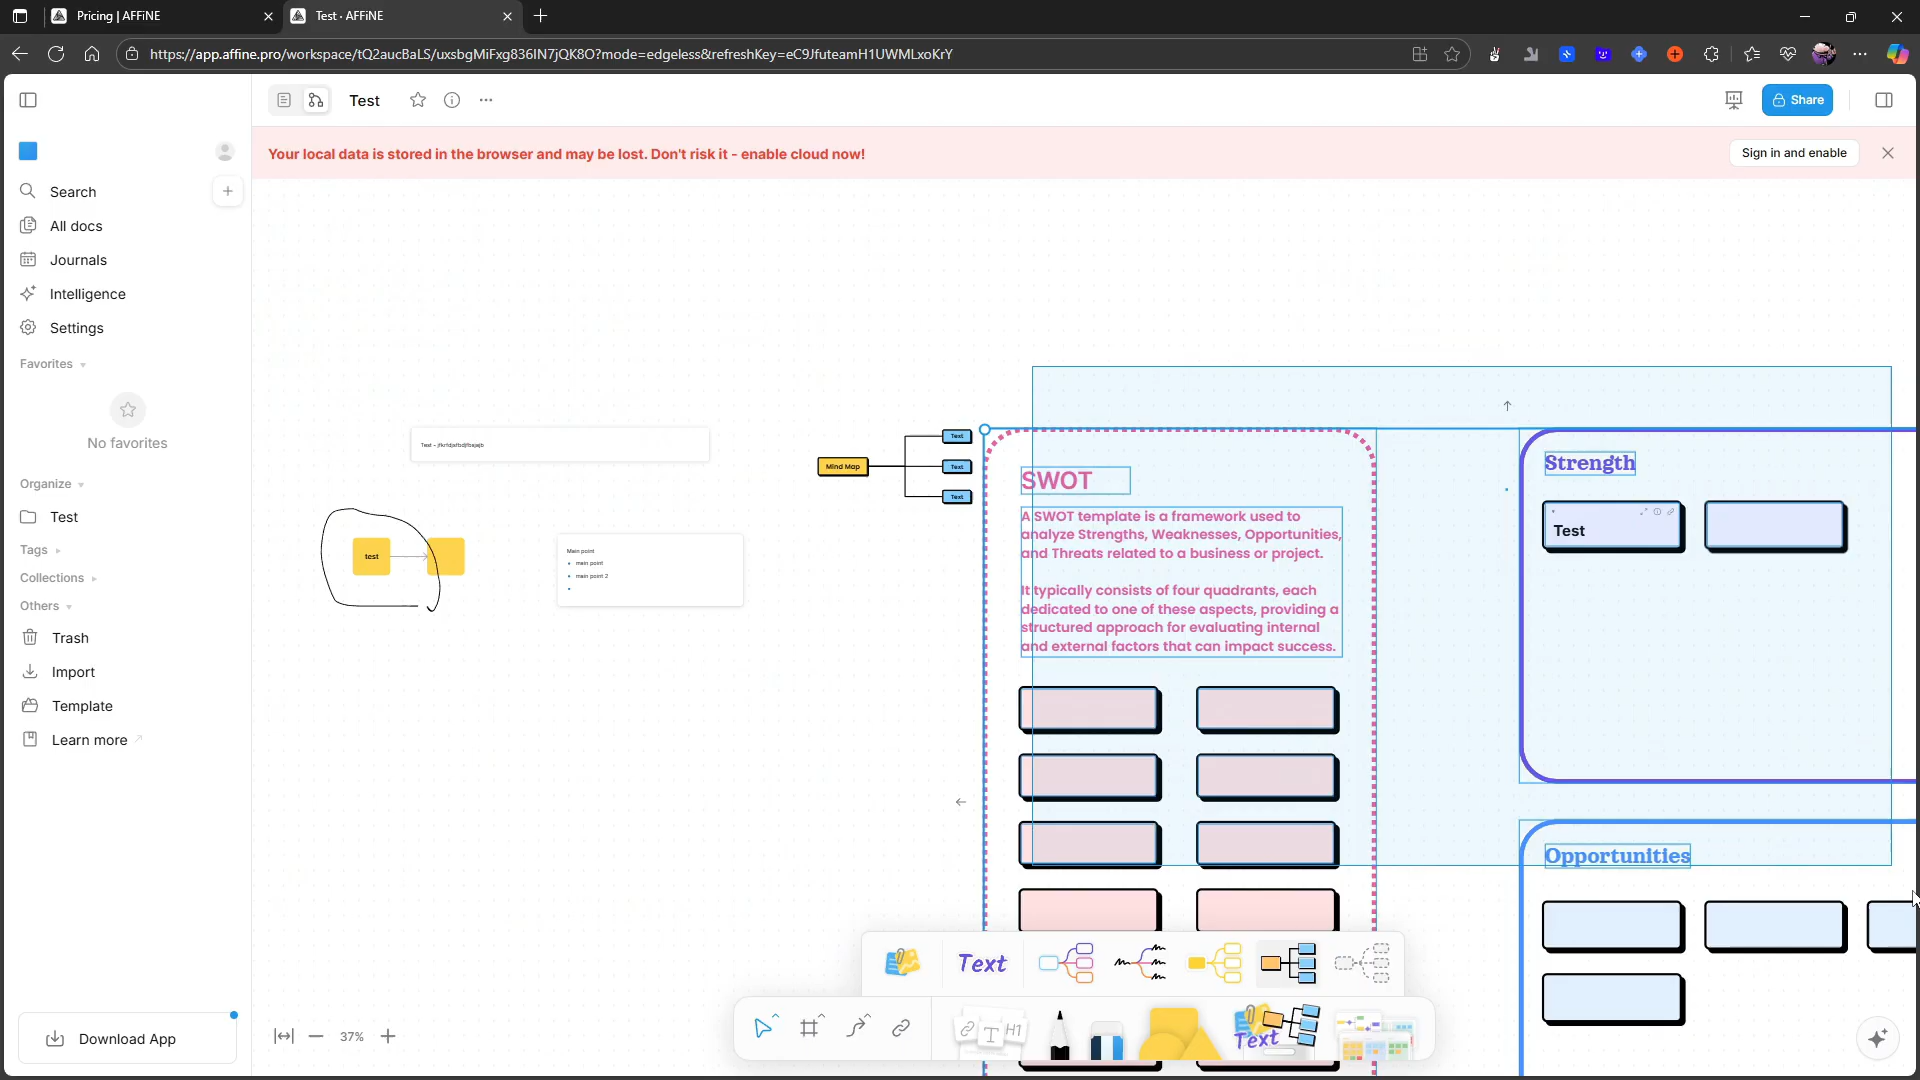 Pricing | AFFiNE
Test · AFFiNE
https://app.affine.pro/workspace/tQ2aucBaLS/uxsbgMiFxg836IN7jQK8O?mode=edgeless&refreshKey=eC9JfuteamH1UWMLxoKrY
Test
Share
Your local data is stored in the browser and may be lost. Don't risk it - enable cloud now!
Sign in and enable
Search
All docs
Journals
Intelligence
Settings
Favorites
No favorites
Organize
Test
Tags
Collections
Others
Trash
Import
Template
Learn more
Download App
Mind Map
Text
Text
Text
test
Main point
main point
main point 2
SWOT
A SWOT template is a framework used to
analyze Strengths, Weaknesses, Opportunities,
and Threats related to a business or project.
It typically consists of four quadrants, each
dedicated to one of these aspects, providing a
structured approach for evaluating internal
and external factors that can impact success.
Strength
Test
Opportunities
Text
37%
T
H1
Text